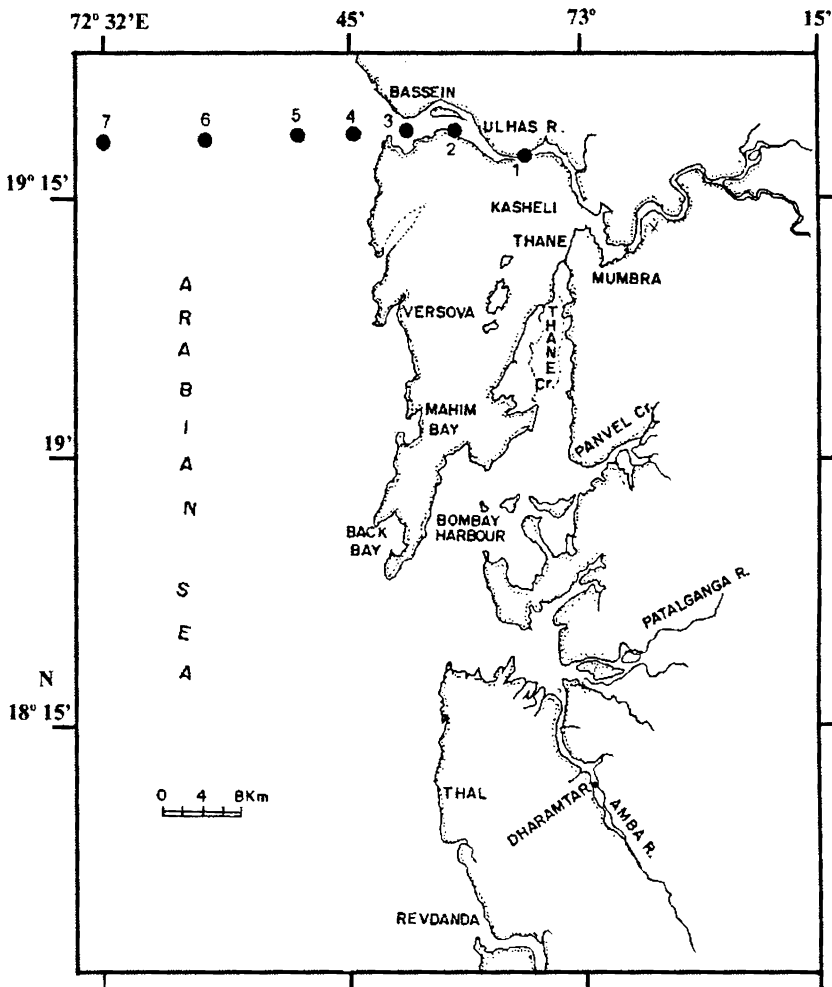 72° 32'E 45' 73° 15'
BASSEIN
7 6 5 4 3 2 ULHAS R.
1
19° 15'
KASHELI
THANE
MUMBRA
ARABIAN SEA
VERSOVA
THANE Cr.
MAHIM
BAY
PANVEL Cr.
19'
BACK
BAY
BOMBAY
HARBOUR
PATALGANGA R.
N
18° 15'
0 4 8Km
THAL
DHARAMTAR
AMBA R.
REVDANDA